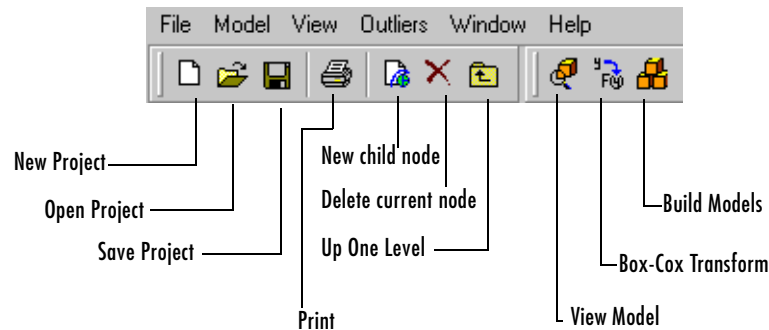 File Model View Outliers Window Help
y
F(y)
New Project
New child node
Open Project
Delete current node
Build Models
Save Project
Up One Level
Box-Cox Transform
Print
View Model